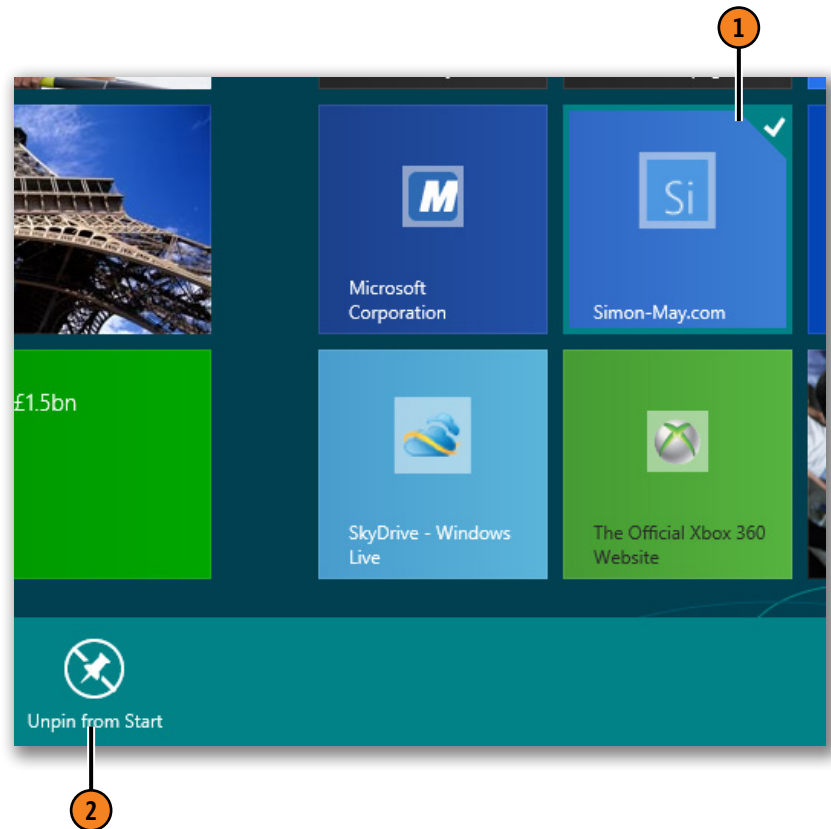 1
Microsoft
Corporation
Si
Simon-May.com
£1.5bn
SkyDrive - Windows
Live
The Official Xbox 360
Website
Unpin from Start
2